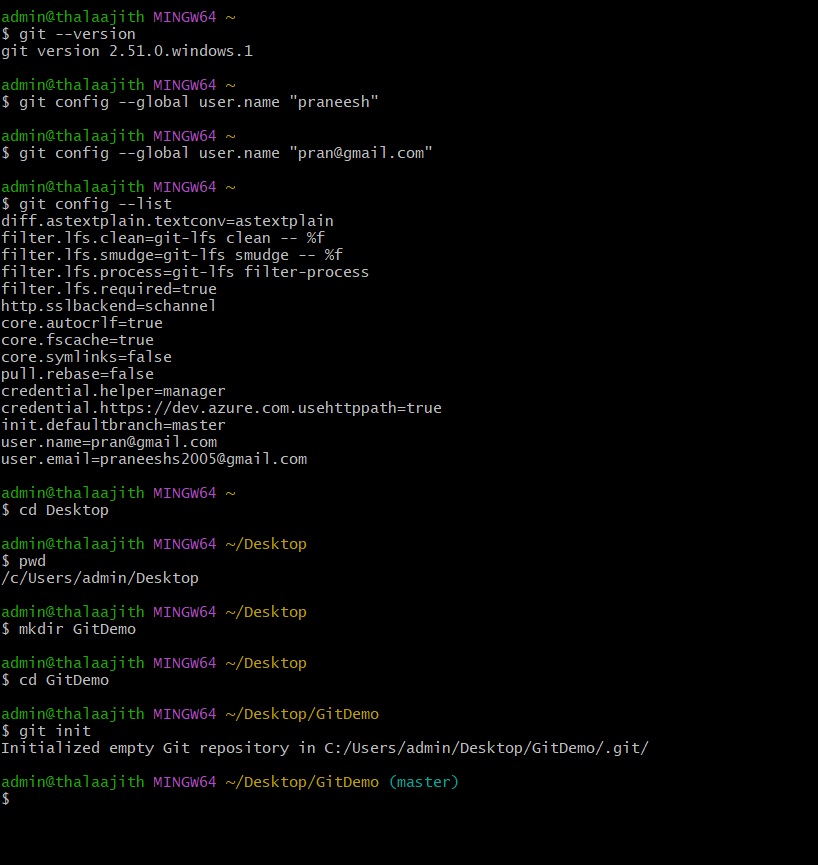 admin@thalaajith MINGW64 ~
$ git --version
git version 2.51.0.windows.1
admin@thalaajith MINGW64 ~
$ git config --global user.name "praneesh"
admin@thalaajith MINGW64 ~
$ git config --global user.name "pran@gmail.com"
admin@thalaajith MINGW64 ~
$ git config --list
diff.astextplain.textconv=astextplain
filter.lfs.clean=git-lfs clean -- %f
filter.lfs.smudge=git-lfs smudge -- %f
filter.lfs.process=git-lfs filter-process
filter.lfs.required=true
http.sslbackend=schannel
core.autocrlf=true
core.fscache=true
core.symlinks=false
pull.rebase=false
credential.helper=manager
credential.https://dev.azure.com.usehttppath=true
init.defaultbranch=master
user.name=pran@gmail.com
user.email=praneeshs2005@gmail.com
admin@thalaajith MINGW64 ~
$ cd Desktop
admin@thalaajith MINGW64 ~/Desktop
$ pwd
/c/Users/admin/Desktop
admin@thalaajith MINGW64 ~/Desktop
$ mkdir GitDemo
admin@thalaajith MINGW64 ~/Desktop
$ cd GitDemo
admin@thalaajith MINGW64 ~/Desktop/GitDemo
$ git init
Initialized empty Git repository in C:/Users/admin/Desktop/GitDemo/.git/
admin@thalaajith MINGW64 ~/Desktop/GitDemo (master)
$